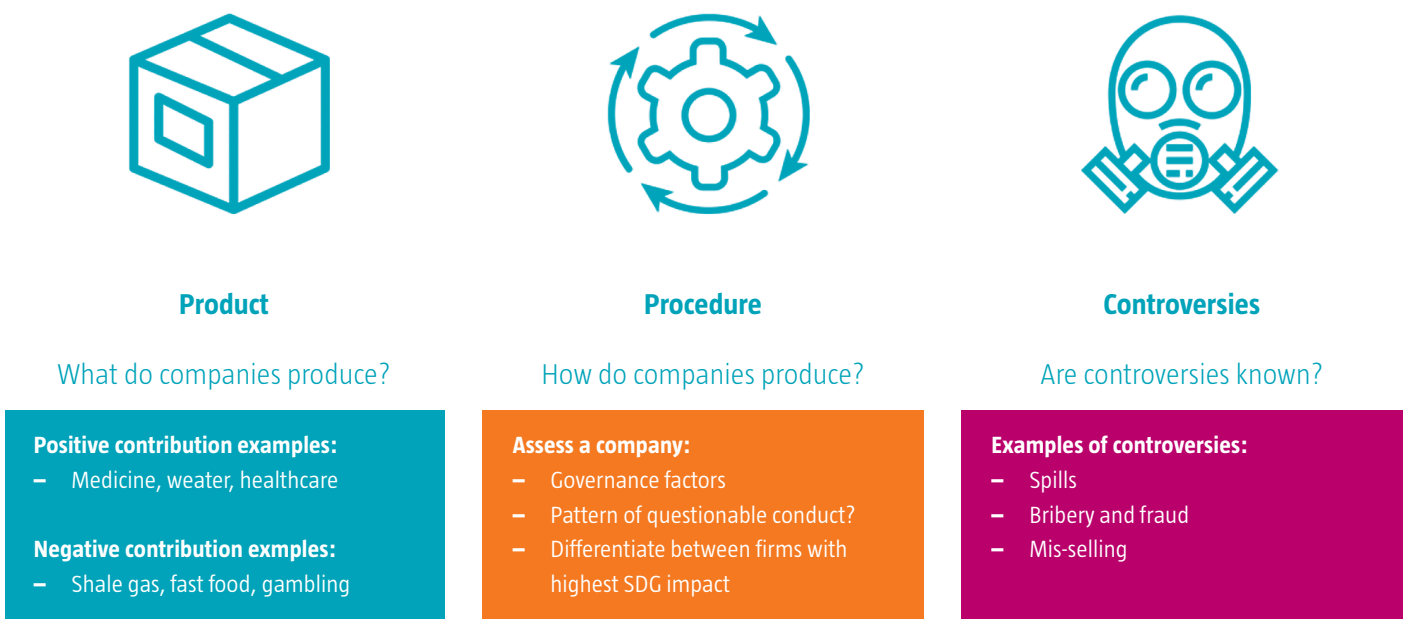 Product
What do companies produce?
Positive contribution examples:
– Medicine, weater, healthcare
Negative contribution exmples:
– Shale gas, fast food, gambling
Procedure
How do companies produce?
Assess a company:
– Governance factors
– Pattern of questionable conduct?
– Differentiate between firms with
highest SDG impact
Controversies
Are controversies known?
Examples of controversies:
– Spills
– Bribery and fraud
– Mis-selling